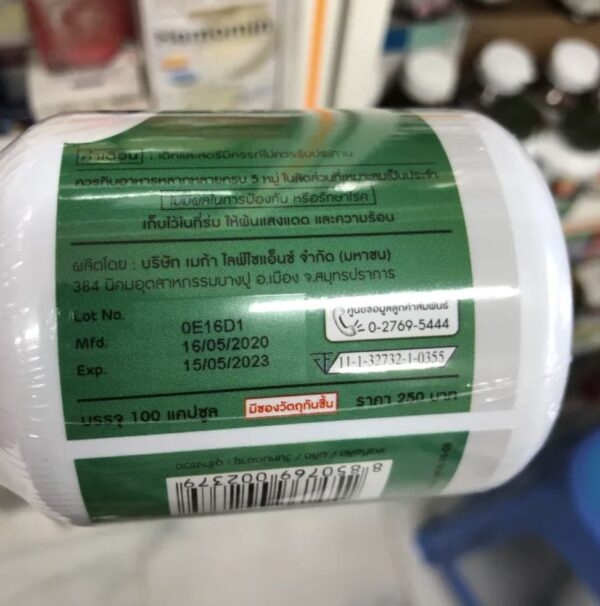 คำเตือน : เด็กและสตรีมีครรภ์ไม่ควรรับประทาน
ควรกินอาหารหลากหลายครบ 5 หมู่ ในสัดส่วนที่เหมาะสมเป็นประจำ
ไม่มีผลในการป้องกัน หรือรักษาโรค
เก็บไว้ในที่ร่ม ให้พ้นแสงแดด และความร้อน
ผลิตโดย : บริษัท เมก้า ไลฟ์ไซแอ็นซ์ จำกัด (มหาชน)
384 นิคมอุตสาหกรรมบางปู อ.เมือง จ.สมุทรปราการ
Lot No. 0E16D1
Mfd. 16/05/2020
Exp. 15/05/2023
ศูนย์ข้อมูลลูกค้าสัมพันธ์
0-2769-5444
11-1-32732-1-0355
บรรจุ 100 แคปซูล มีซองวัตถุกันชื้น ราคา 250 บาท
8 850769 002379